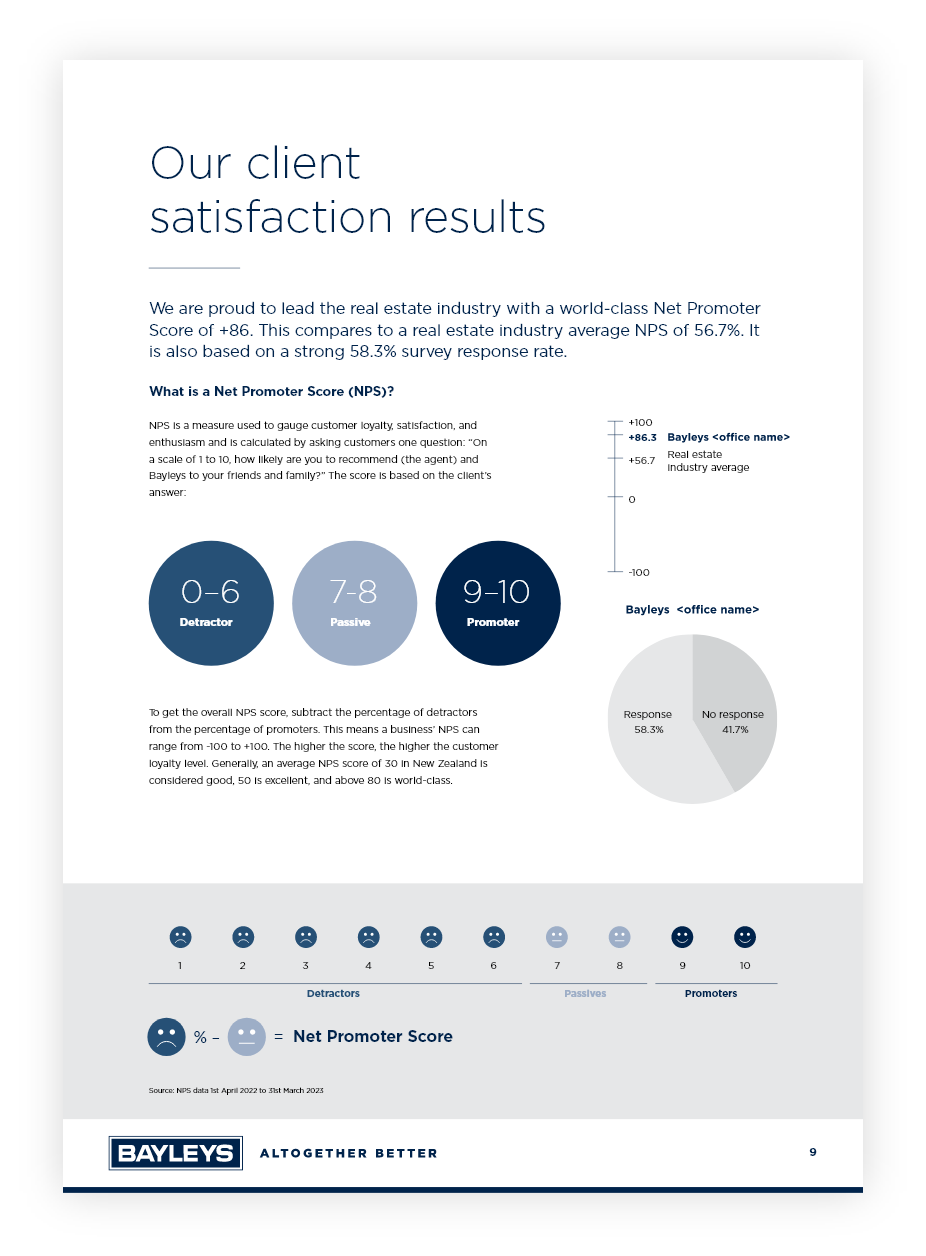 Our client
satisfaction results
We are proud to lead the real estate industry with a world-class Net Promoter
Score of +86. This compares to a real estate industry average NPS of 56.7%. It
is also based on a strong 58.3% survey response rate.
What is a Net Promoter Score (NPS)?
NPS is a measure used to gauge customer loyalty, satisfaction, and
enthusiasm and is calculated by asking customers one question: “On
a scale of 1 to 10, how likely are you to recommend (the agent) and
Bayleys to your friends and family?” The score is based on the client’s
answer:
0–6
Detractor
7-8
Passive
9–10
Promoter
To get the overall NPS score, subtract the percentage of detractors
from the percentage of promoters. This means a business’ NPS can
range from -100 to +100. The higher the score, the higher the customer
loyalty level. Generally, an average NPS score of 30 in New Zealand is
considered good, 50 is excellent, and above 80 is world-class.
+100
+86.3 Bayleys <office name>
+56.7 Real estate
industry average
0
-100
Bayleys <office name>
Response
58.3%
No response
41.7%
1 2 3 4 5 6 7 8 9 10
Detractors Passives Promoters
% – = Net Promoter Score
Source: NPS data 1st April 2022 to 31st March 2023
BAYLEYS ALTOGETHER BETTER 9